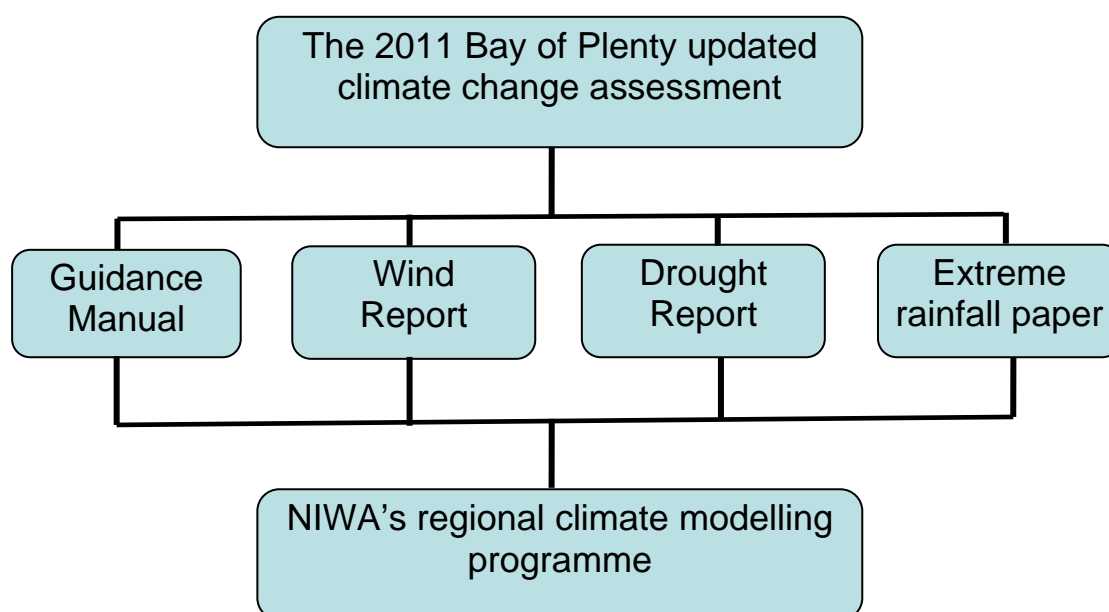 The 2011 Bay of Plenty updated
climate change assessment
Guidance
Manual
Wind
Report
Drought
Report
Extreme
rainfall paper
NIWA's regional climate modelling
programme